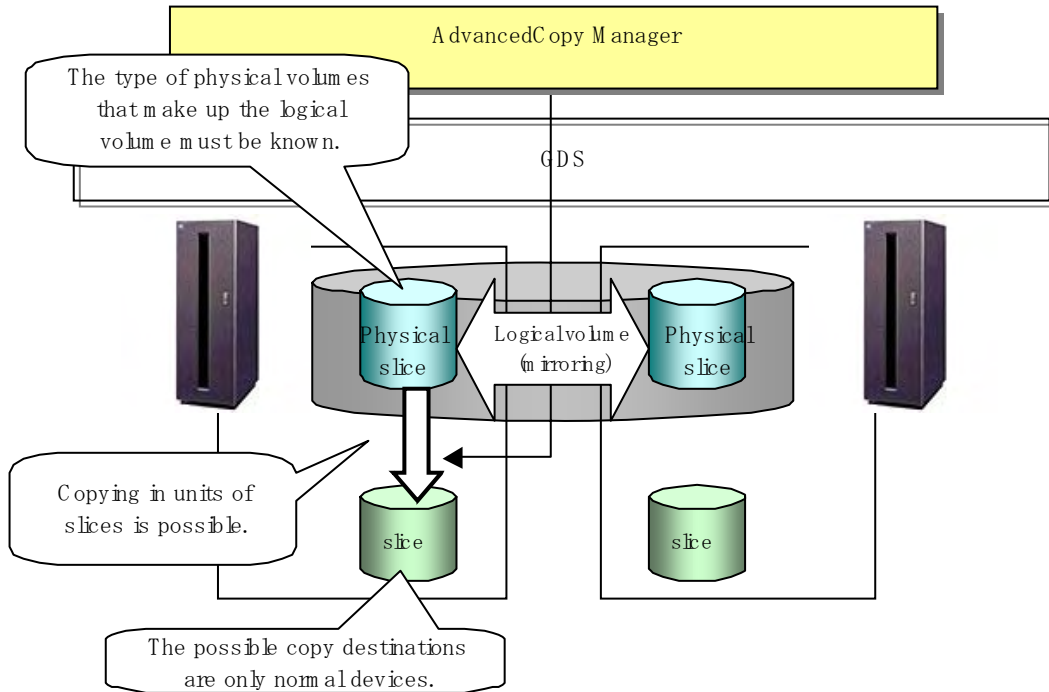 AdvancedCopy Manager
The type of physical volumes
that make up the logical
volume must be known.
GDS
Physical
slice
Logical volume
(mirroring)
Physical
slice
Copying in units of
slices is possible.
slice
slice
The possible copy destinations
are only normal devices.